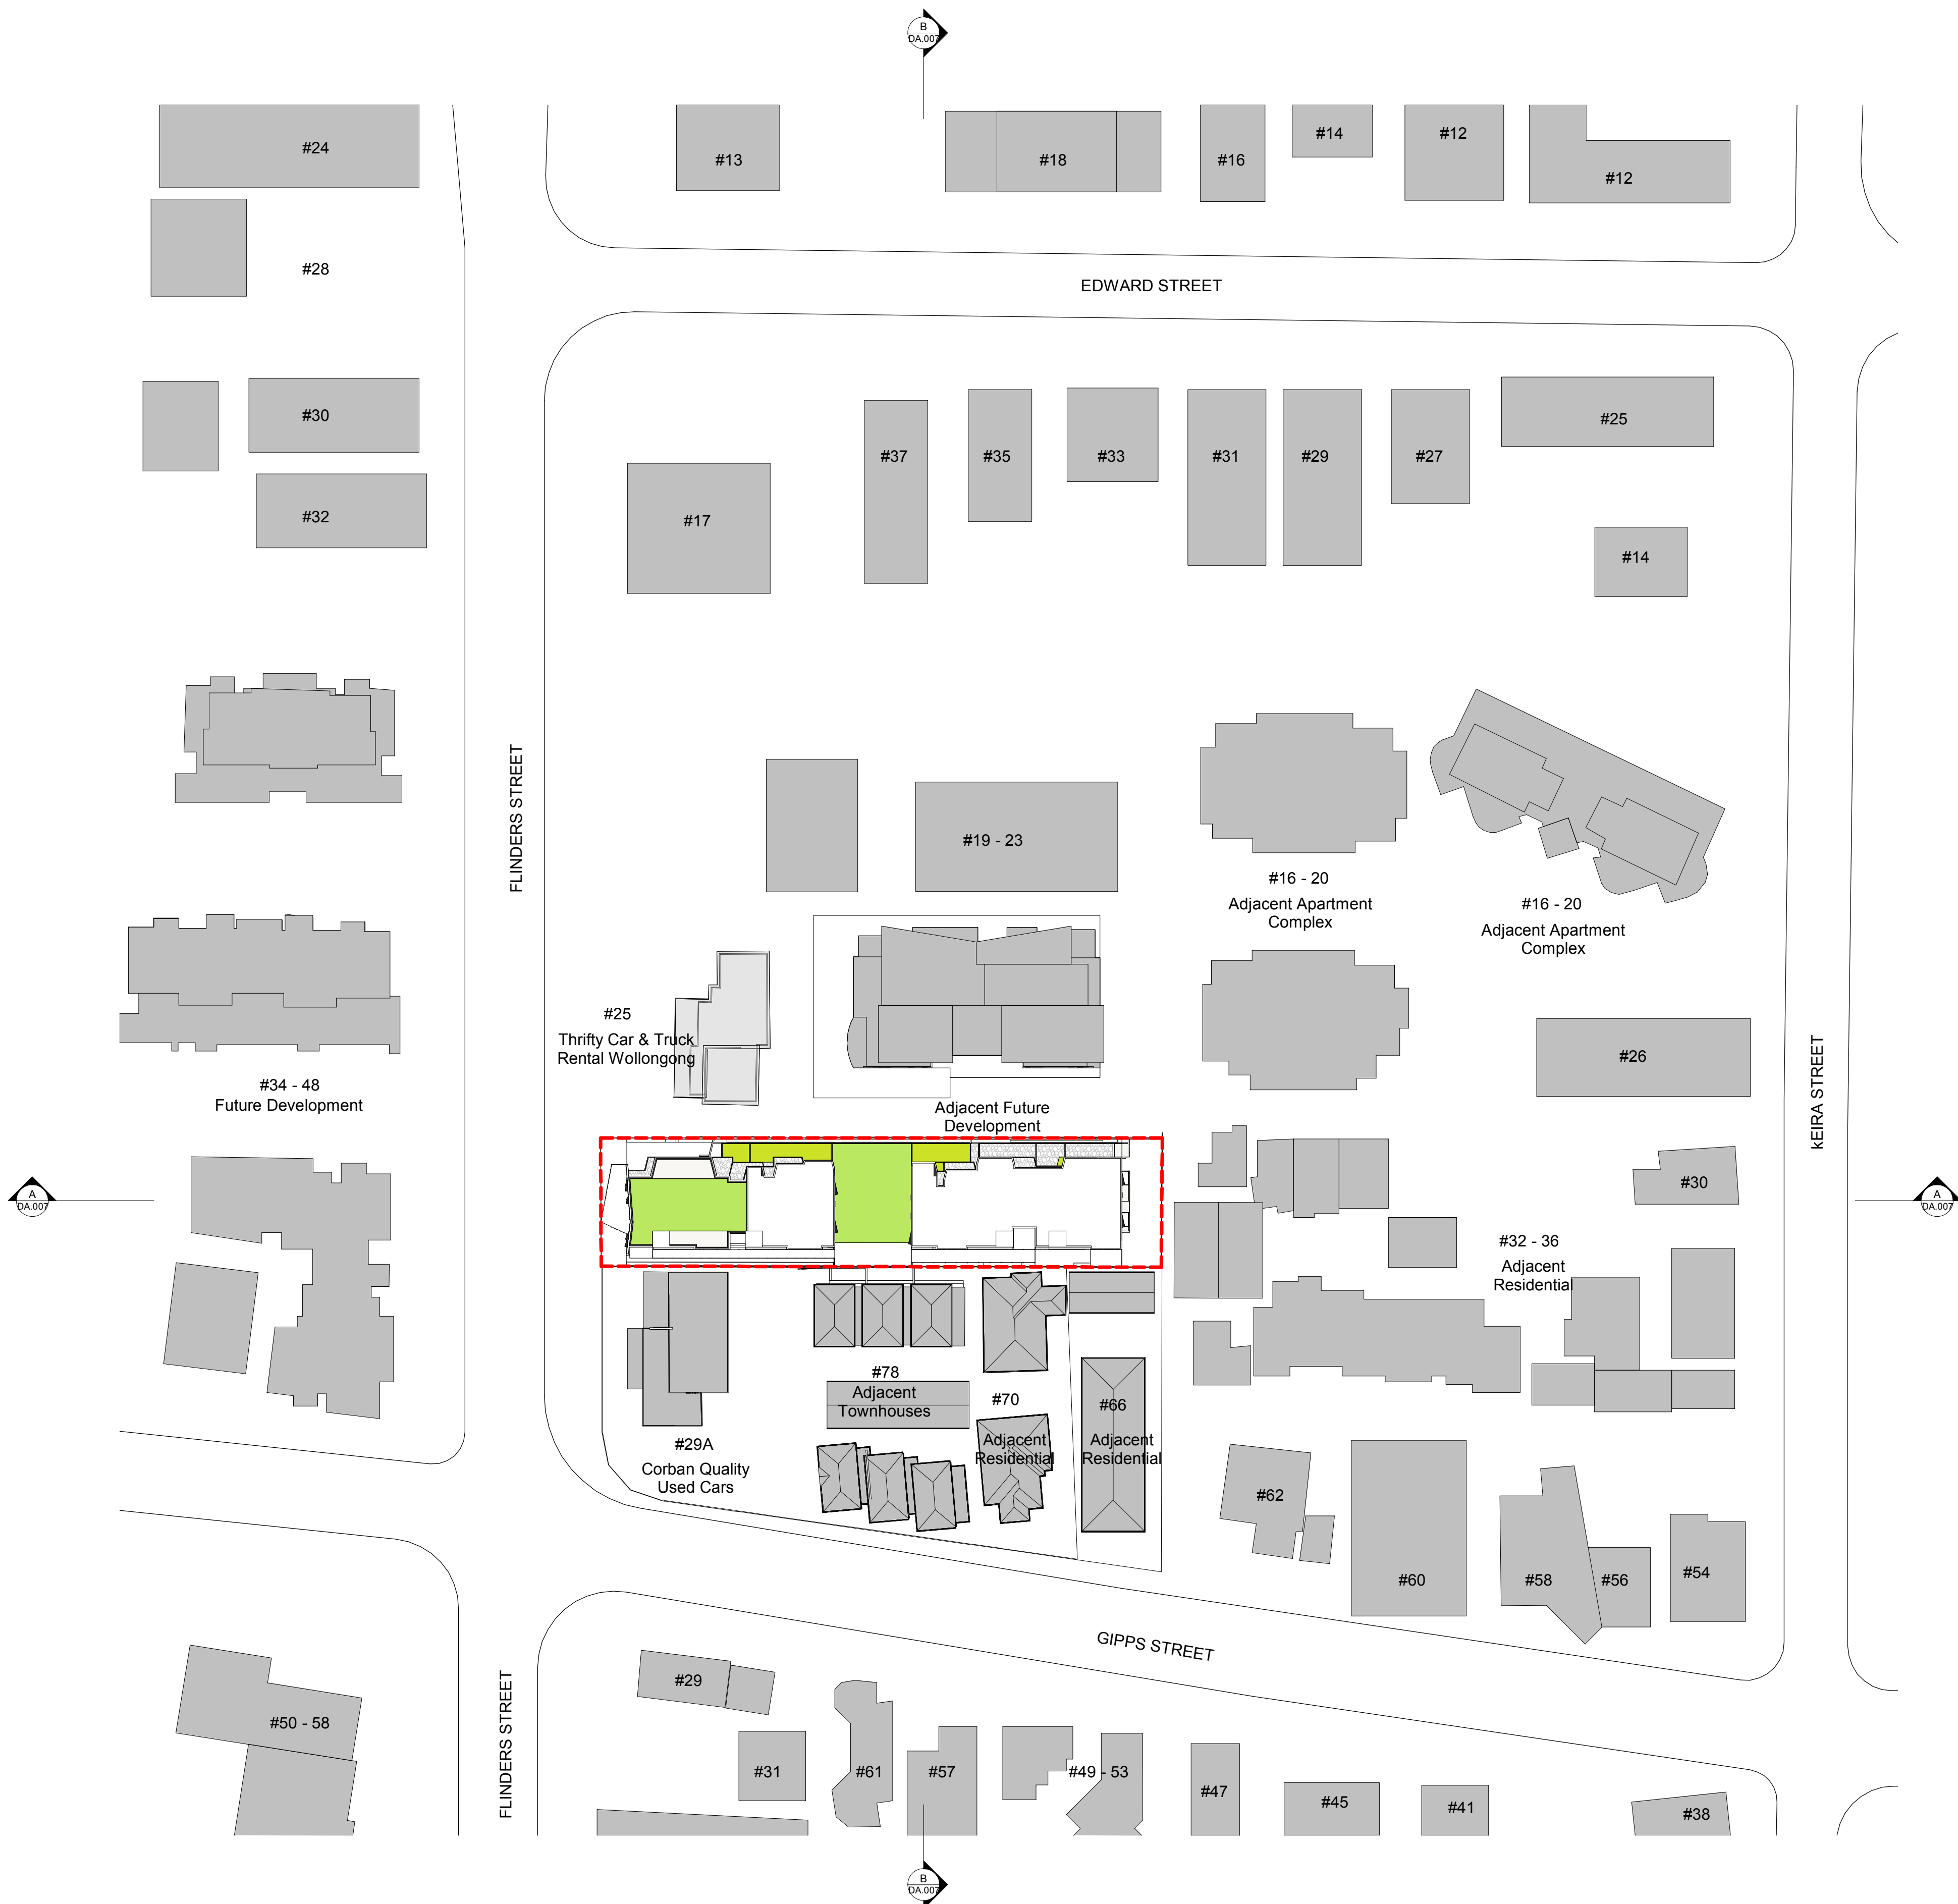 B
DA.007
#24
#13
#18
#16
#14
#12
#12
#28
EDWARD STREET
#30
#32
#17
#37
#35
#33
#31
#29
#27
#25
#14
FLINDERS STREET
#19 - 23
#16 - 20
Adjacent Apartment
Complex
#16 - 20
Adjacent Apartment
Complex
#25
Thrifty Car & Truck
Rental Wollongong
#26
kEIRA STREET
#34 - 48
Future Development
Adjacent Future
Development
A
DA.007
A
DA.007
#30
#32 - 36
Adjacent
Residential
#78
Adjacent
Townhouses
#70
Adjacent
Residential
#66
Adjacent
Residential
#29A
Corban Quality
Used Cars
#62
#60
#58
#56
#54
GIPPS STREET
FLINDERS STREET
#50 - 58
#29
#31
#61
#57
#49 - 53
#47
#45
#41
#38
B
DA.007